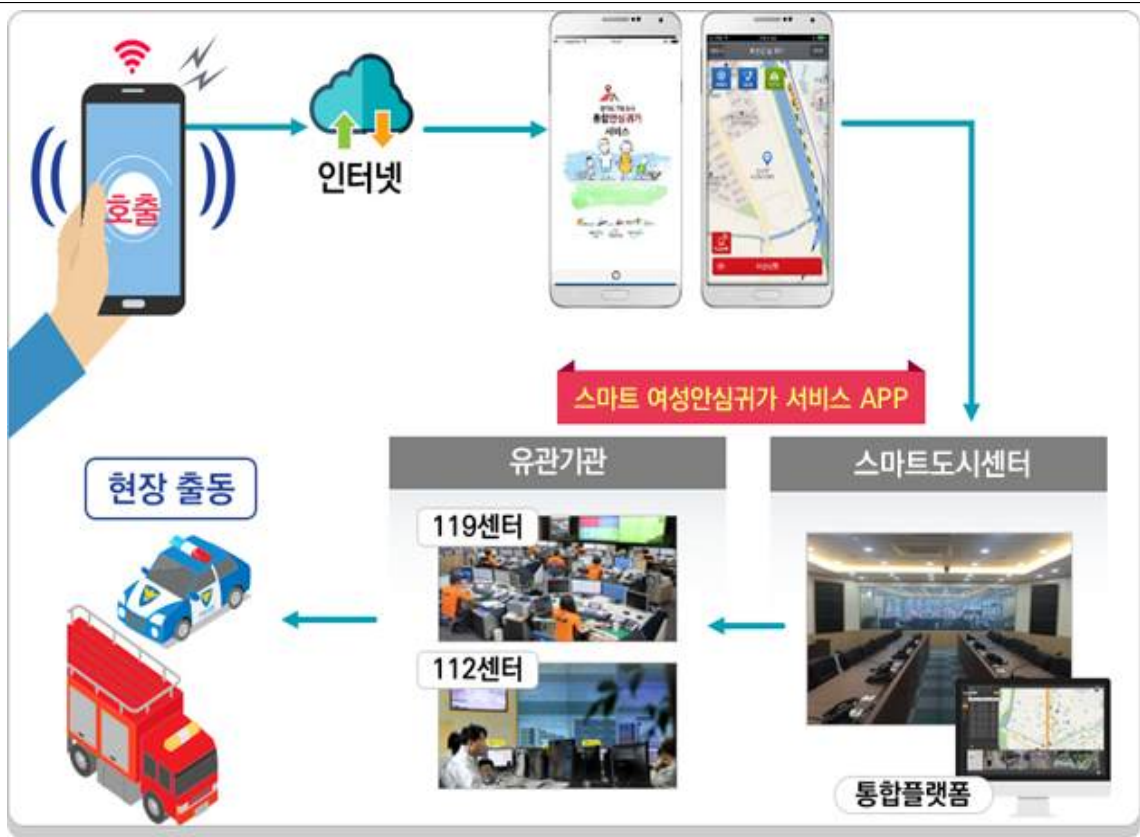 호출
인터넷
통합안심귀가
서비스
스마트 여성안심귀가 서비스 APP
현장 출동
유관기관
스마트도시센터
119센터
112센터
통합플랫폼